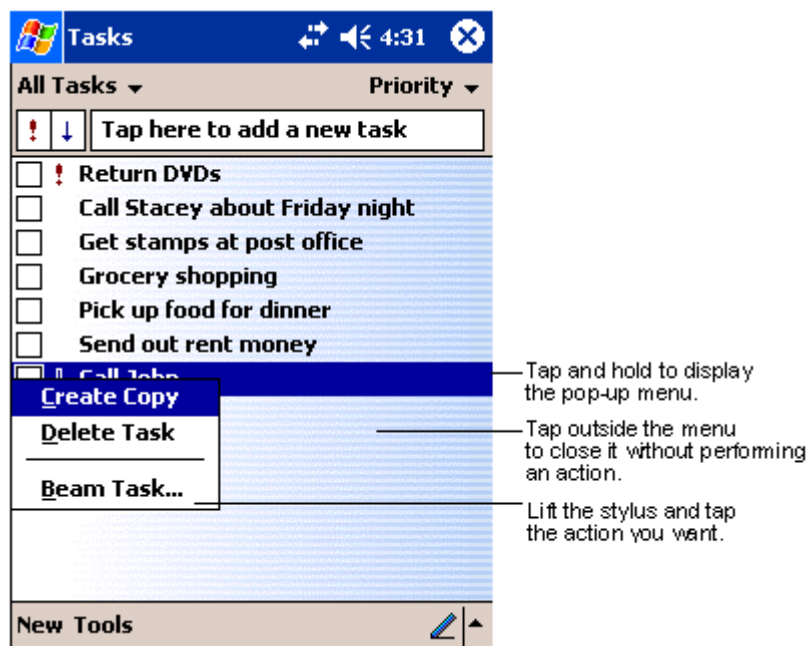 Tasks 4:31
All Tasks Priority
Tap here to add a new task
Return DVDs
Call Stacey about Friday night
Get stamps at post office
Grocery shopping
Pick up food for dinner
Send out rent money
Call John
Create Copy
Delete Task
Beam Task...
New Tools
Tap and hold to display
the pop-up menu.
Tap outside the menu
to close it without performing
an action.
Lift the stylus and tap
the action you want.